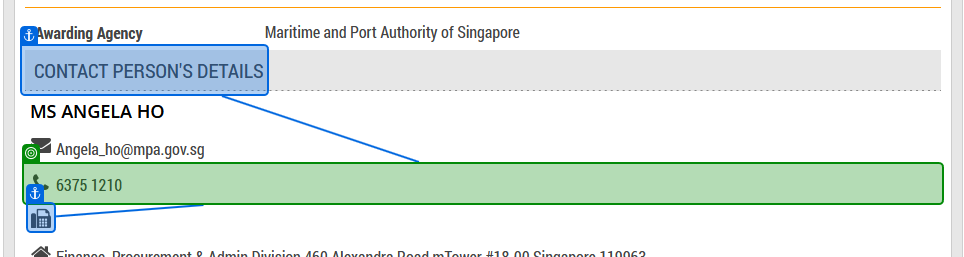 Awarding Agency Maritime and Port Authority of Singapore
CONTACT PERSON'S DETAILS
MS ANGELA HO
Angela_ho@mpa.gov.sg
6375 1210
Finance, Procurement & Admin Division 460 Alexandra Road mTower #18-00 Singapore 119963